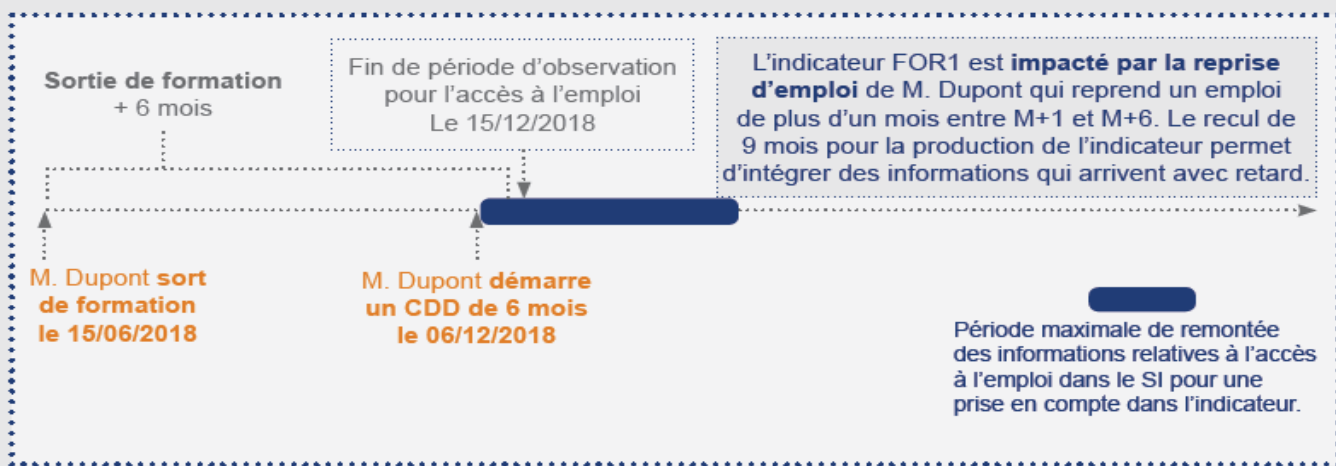 Sortie de formation
+ 6 mois
Fin de période d’observation
pour l’accès à l’emploi
Le 15/12/2018
L’indicateur FOR1 est impacté par la reprise
d’emploi de M. Dupont qui reprend un emploi
de plus d’un mois entre M+1 et M+6. Le recul de
9 mois pour la production de l’indicateur permet
d’intégrer des informations qui arrivent avec retard.
M. Dupont sort
de formation
le 15/06/2018
M. Dupont démarre
un CDD de 6 mois
le 06/12/2018
Période maximale de remontée
des informations relatives à l’accès
à l’emploi dans le SI pour une
prise en compte dans l’indicateur.